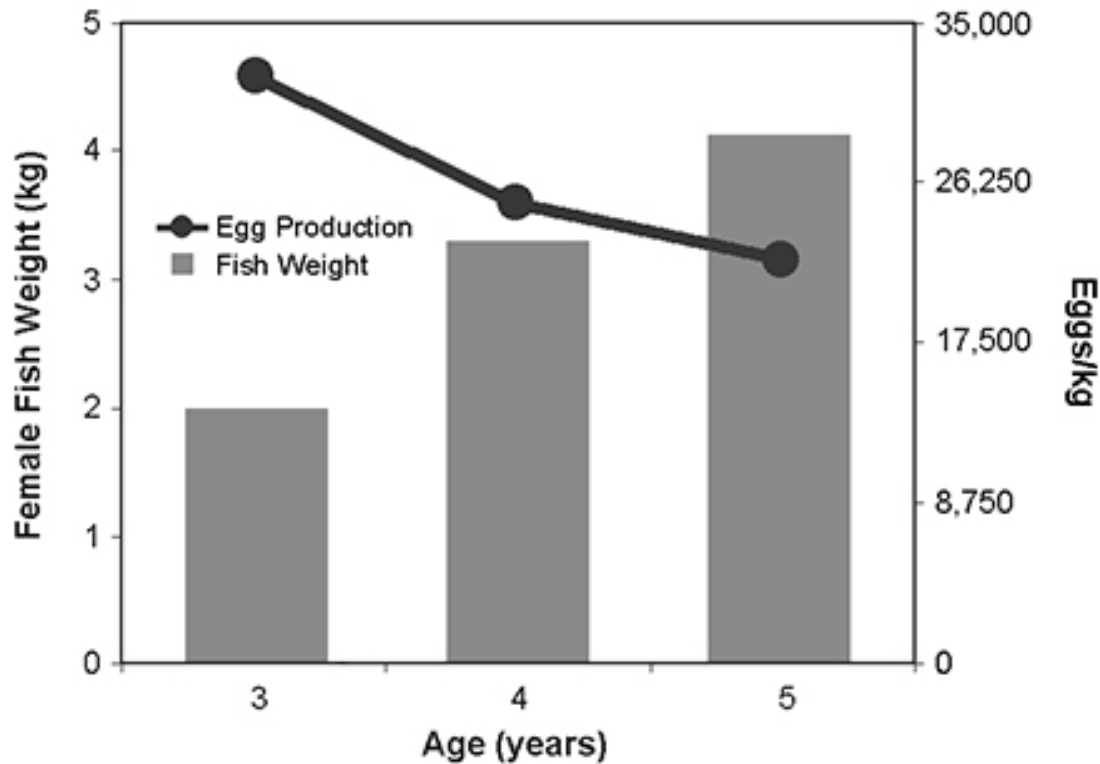 5
4
3
2
1
0
Female Fish Weight (kg)
Egg Production
Fish Weight
35,000
26,250
17,500
8,750
0
Eggs/kg
3
4
5
Age (years)